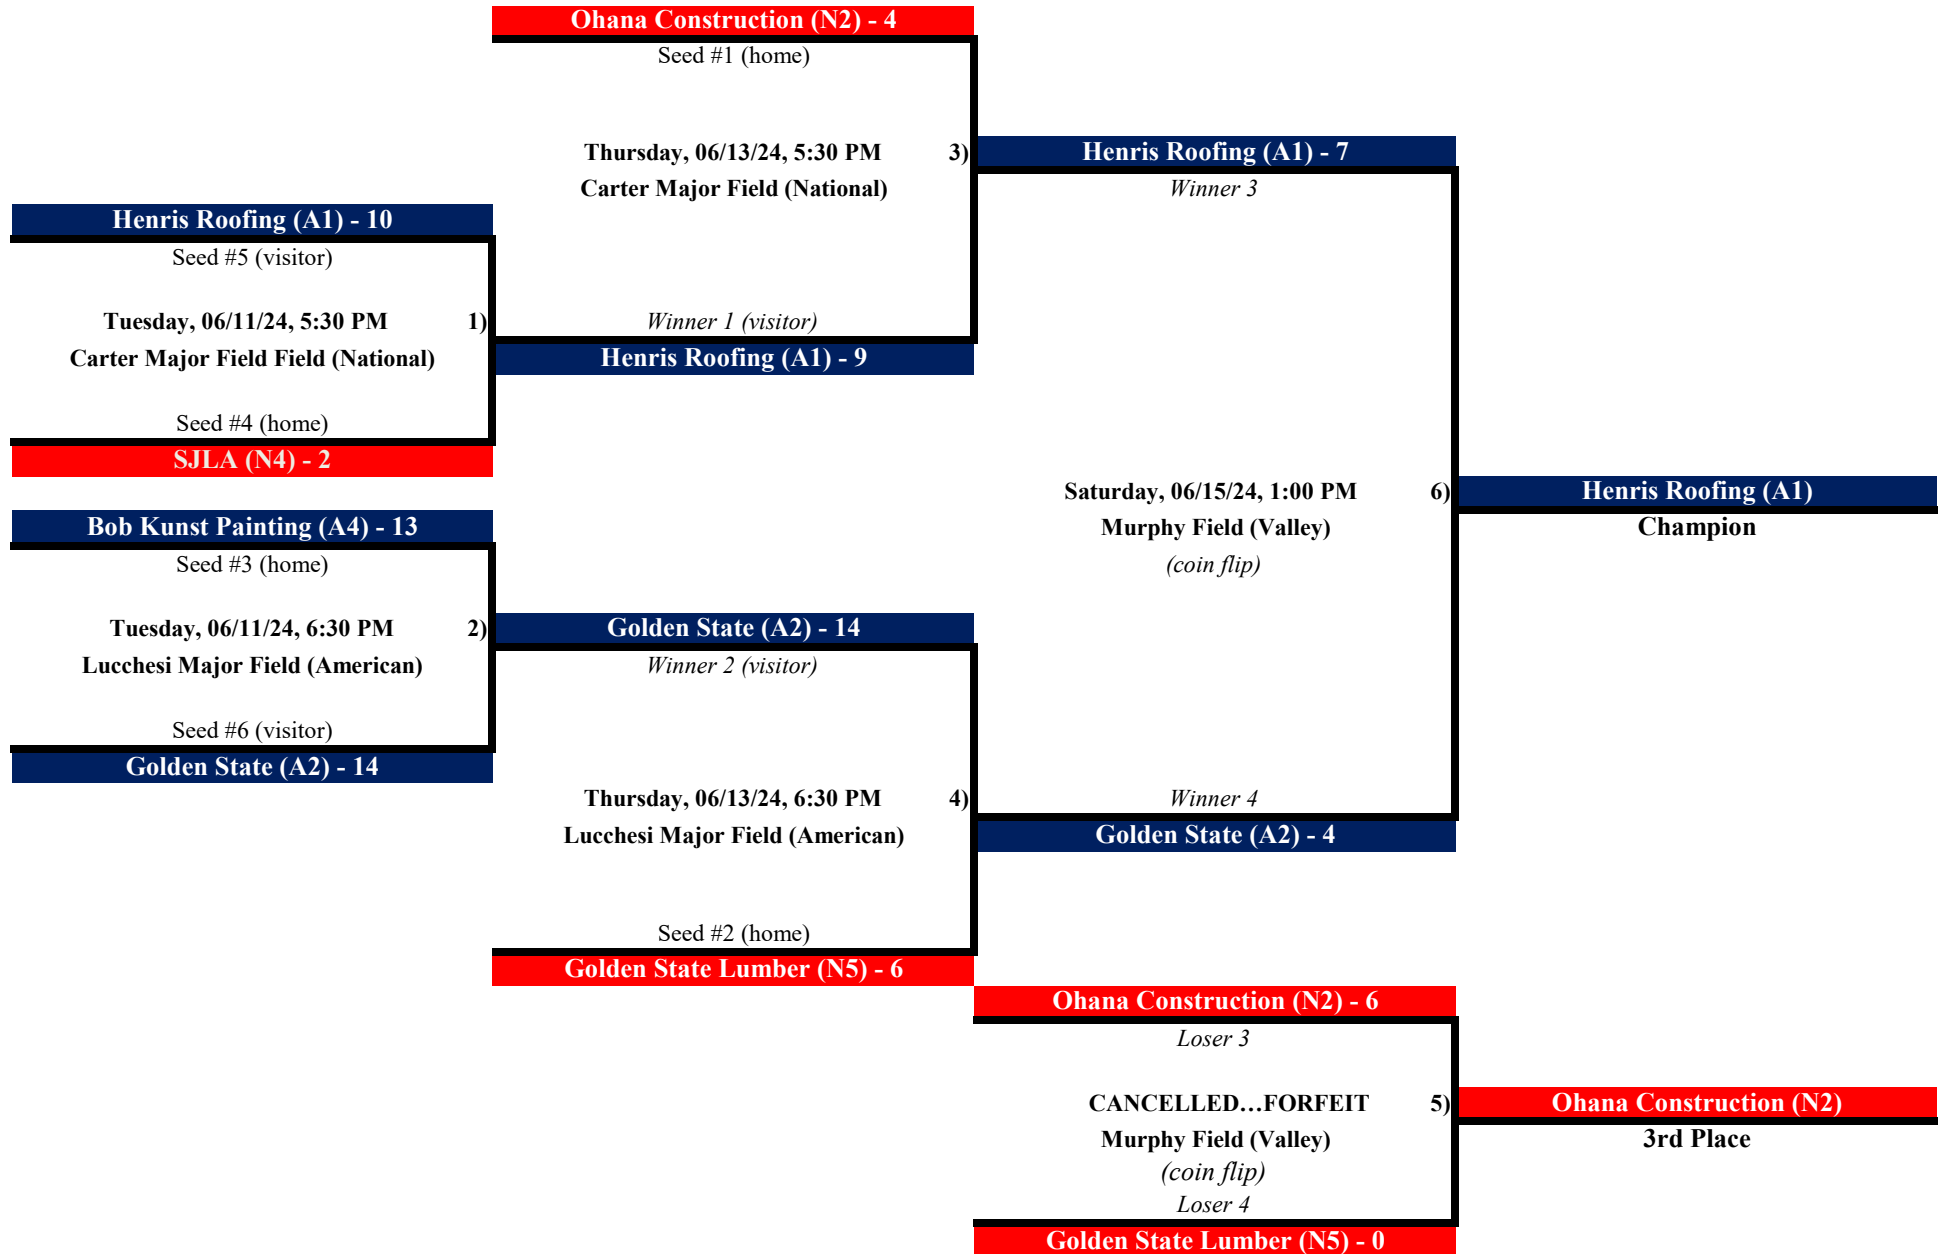 Ohana Construction (N2) - 4
Seed #1 (home)
Thursday, 06/13/24, 5:30 PM 3)
Carter Major Field (National)
Henris Roofing (A1) - 7
Winner 3
Henris Roofing (A1) - 10
Seed #5 (visitor)
Tuesday, 06/11/24, 5:30 PM 1)
Carter Major Field Field (National)
Winner 1 (visitor)
Henris Roofing (A1) - 9
Seed #4 (home)
SJLA (N4) - 2
Saturday, 06/15/24, 1:00 PM 6)
Murphy Field (Valley)
(coin flip)
Henris Roofing (A1)
Champion
Bob Kunst Painting (A4) - 13
Seed #3 (home)
Tuesday, 06/11/24, 6:30 PM 2)
Lucchesi Major Field (American)
Golden State (A2) - 14
Winner 2 (visitor)
Seed #6 (visitor)
Golden State (A2) - 14
Thursday, 06/13/24, 6:30 PM 4)
Lucchesi Major Field (American)
Winner 4
Golden State (A2) - 4
Seed #2 (home)
Golden State Lumber (N5) - 6
Ohana Construction (N2) - 6
Loser 3
CANCELLED...FORFEIT 5)
Murphy Field (Valley)
(coin flip)
Loser 4
Golden State Lumber (N5) - 0
Ohana Construction (N2)
3rd Place